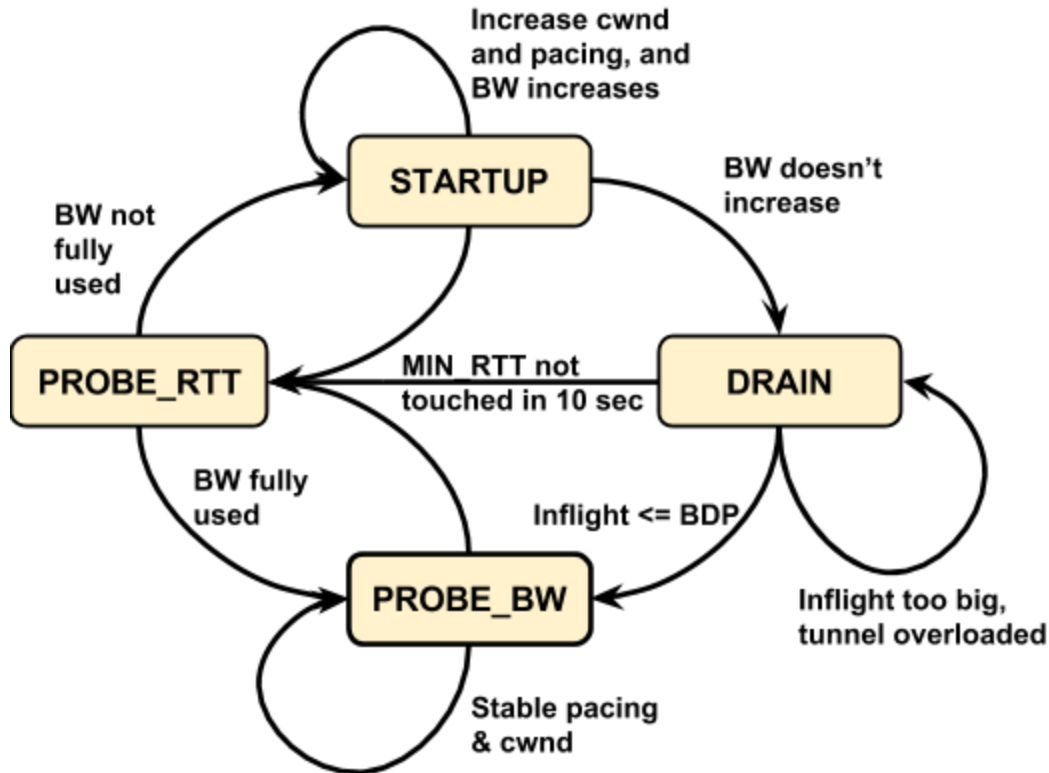 Increase cwnd
and pacing, and
BW increases
STARTUP
BW doesn't
increase
BW not
fully
used
PROBE_RTT
MIN_RTT not
touched in 10 sec
DRAIN
BW fully
used
Inflight <= BDP
PROBE_BW
Inflight too big,
tunnel overloaded
Stable pacing
& cwnd